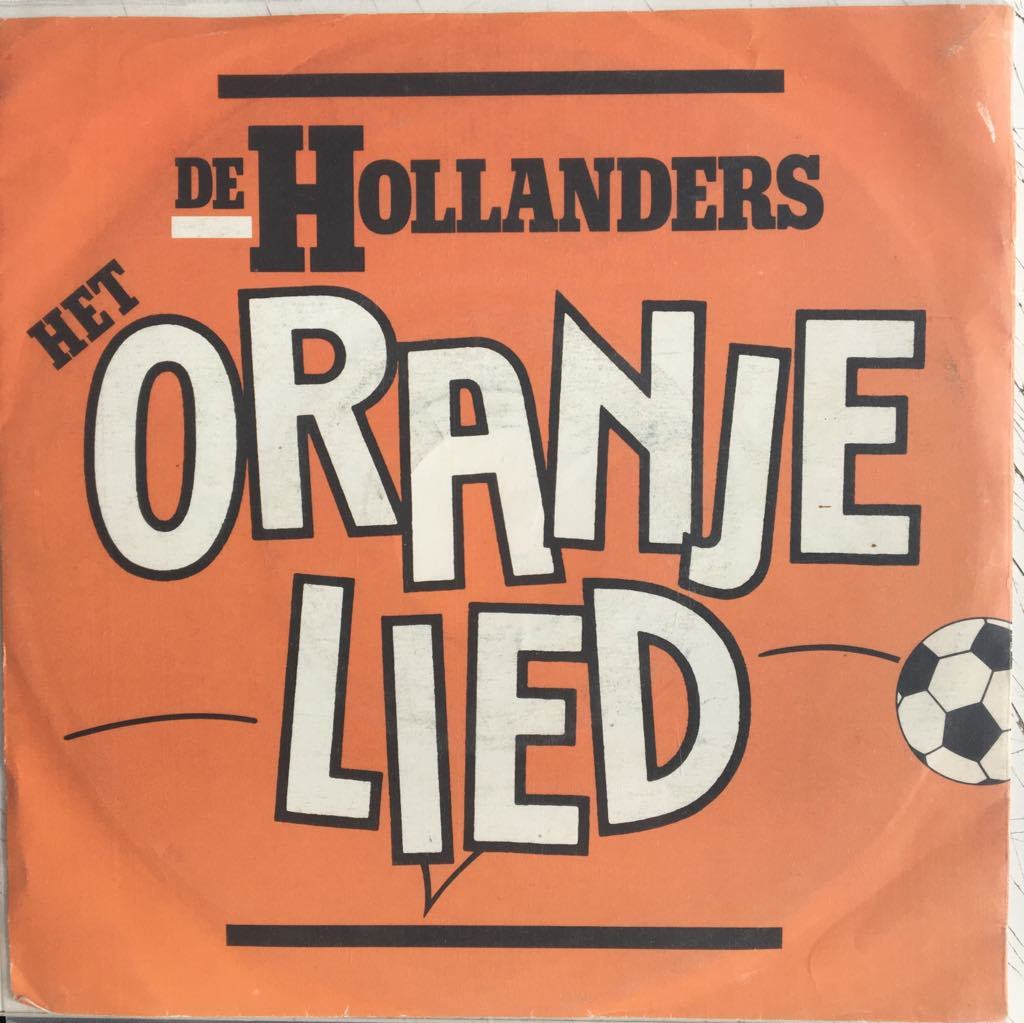 DE HOLLANDERS
HET
ORANJE
LIED